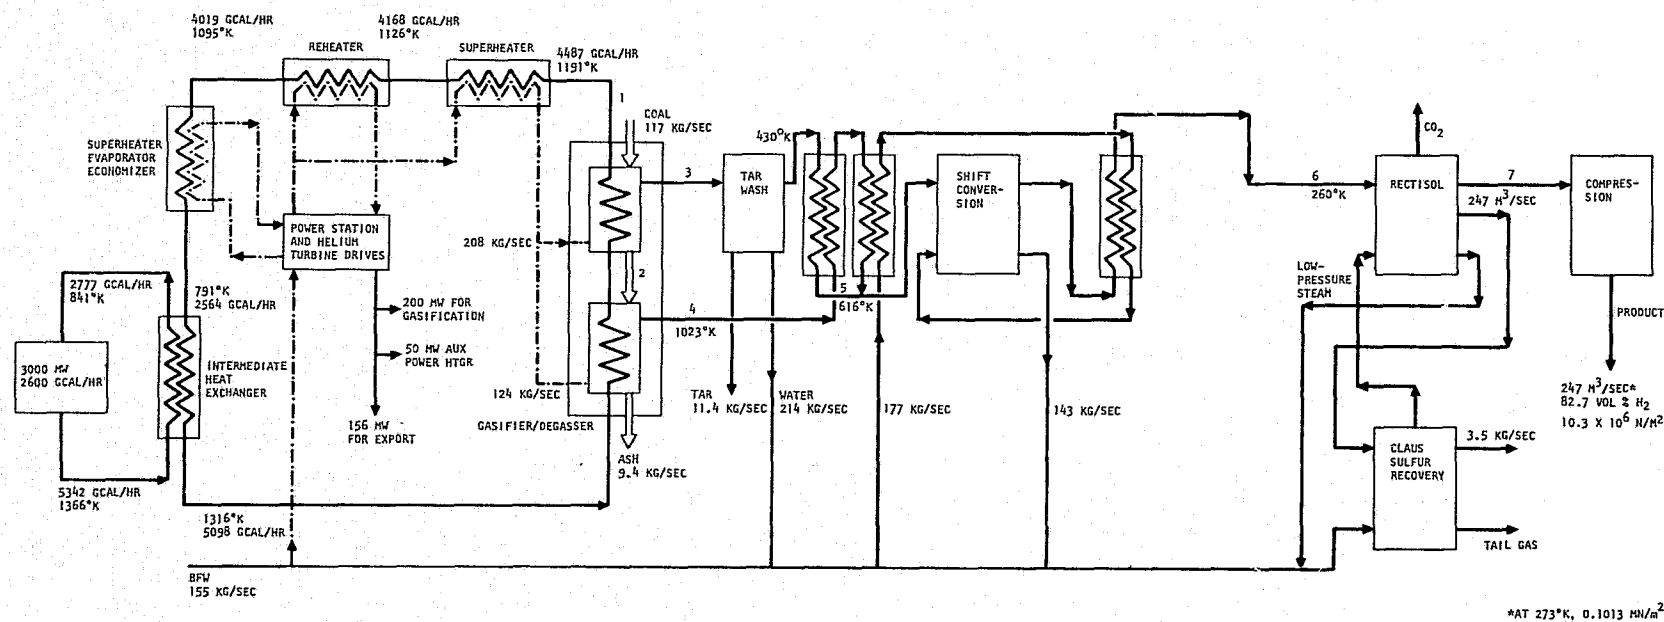 4019 GCAL/HR
1095°K
REHEATER
4168 GCAL/HR
1126°K
SUPERHEATER
4487 GCAL/HR
1191°K
1
COAL
117 KG/SEC
SUPERHEATER
EVAPORATOR
ECONOMIZER
POWER STATION
AND HELIUM
TURBINE DRIVES
208 KG/SEC
2
3
TAR
WASH
430°K
SHIFT
CONVER-
SION
6
260°K
CO2
RECTISOL
7
247 M3/SEC
COMPRES-
SION
LOW-
PRESSURE
STEAM
2777 GCAL/HR
841°K
791°K
2564 GCAL/HR
200 MW FOR
GASIFICATION
50 MW AUX
POWER HTGR
4
1023°K
5
616°K
PRODUCT
3000 MW
2600 GCAL/HR
INTERMEDIATE
HEAT
EXCHANGER
124 KG/SEC
GASIFIER/DEGASSER
TAR
11.4 KG/SEC
WATER
214 KG/SEC
177 KG/SEC
143 KG/SEC
247 M3/SEC*
82.7 VOL % H2
10.3 X 10^6 N/M2
156 MW
FOR EXPORT
ASH
9.4 KG/SEC
CLAUS
SULFUR
RECOVERY
3.5 KG/SEC
5342 GCAL/HR
1366°K
1316°K
5098 GCAL/HR
TAIL GAS
BFW
155 KG/SEC
*AT 273°K, 0.1013 MN/m2